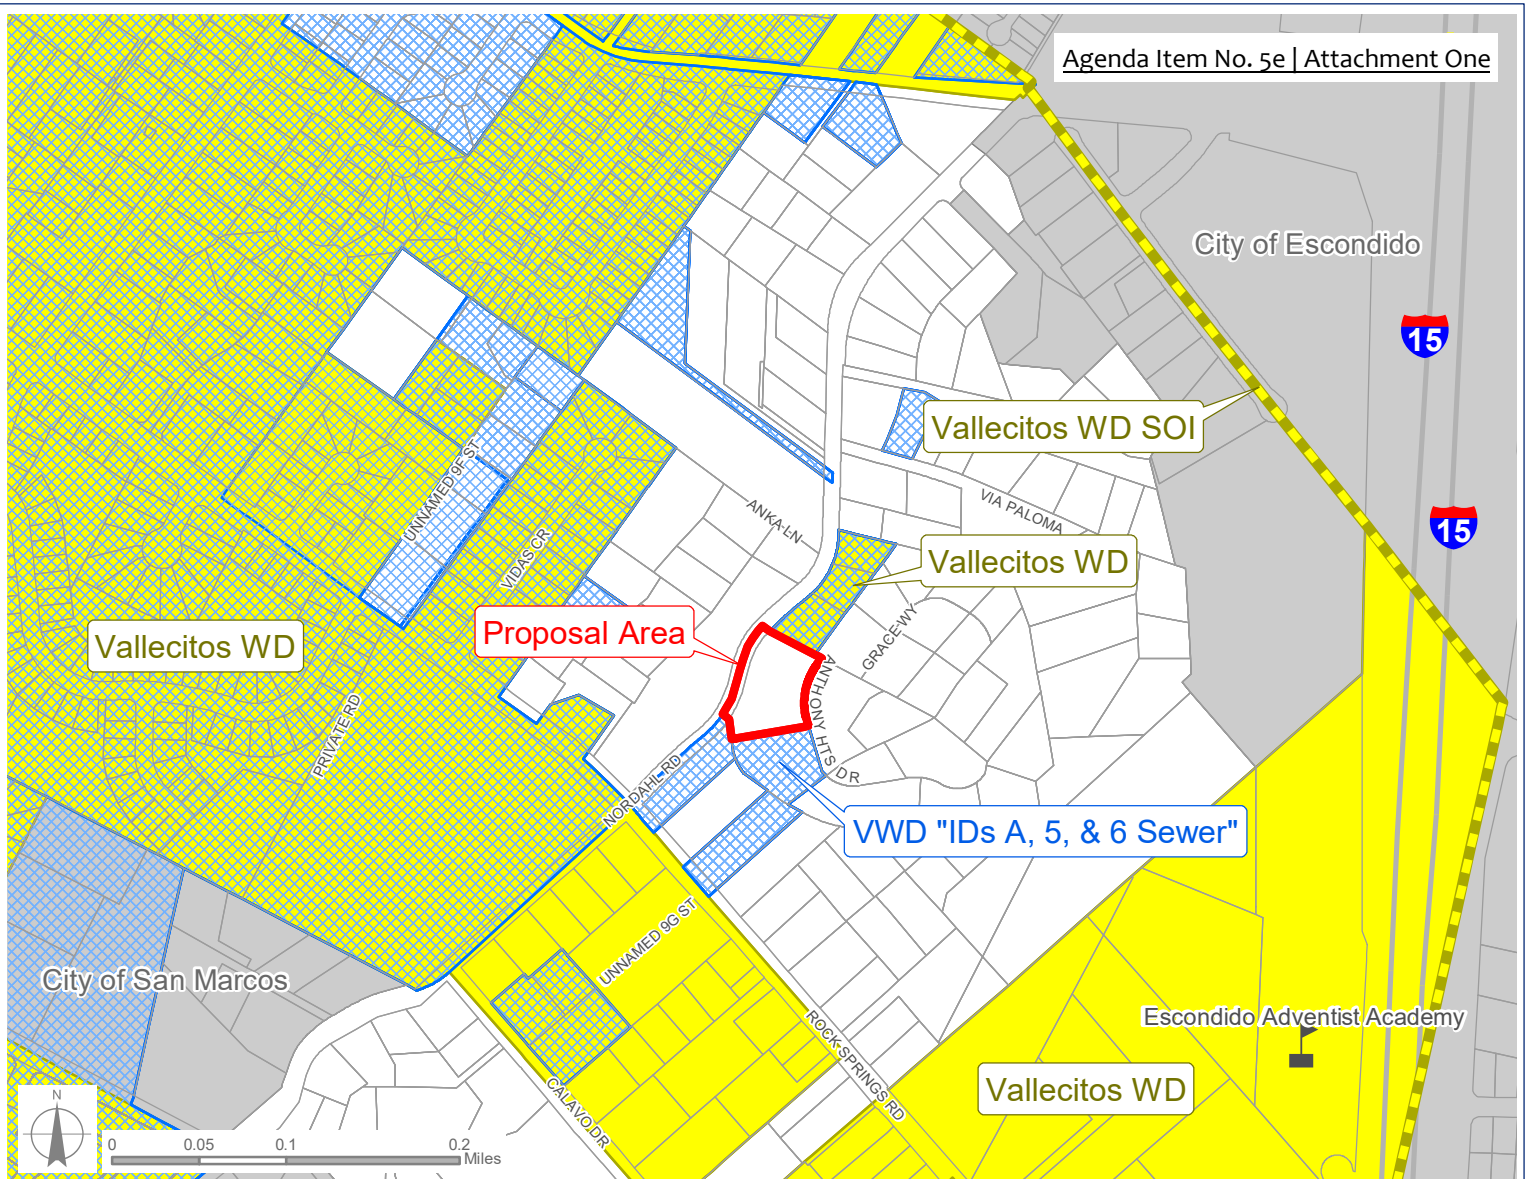 Agenda Item No. 5e | Attachment One
City of Escondido
15
Vallecitos WD SOI
UNNAMED 9F ST
VIA PALOMA
ANKA LN
15
VIDAS CR
Vallecitos WD
GRACE WY
Proposal Area
Vallecitos WD
ANTHONY HTS DR
PRIVATE RD
NORDAHL RD
VWD "IDs A, 5, & 6 Sewer"
UNNAMED 9G ST
City of San Marcos
Escondido Adventist Academy
ROCK SPRINGS RD
Vallecitos WD
CALAVO DR
N
0 0.05 0.1 0.2
Miles